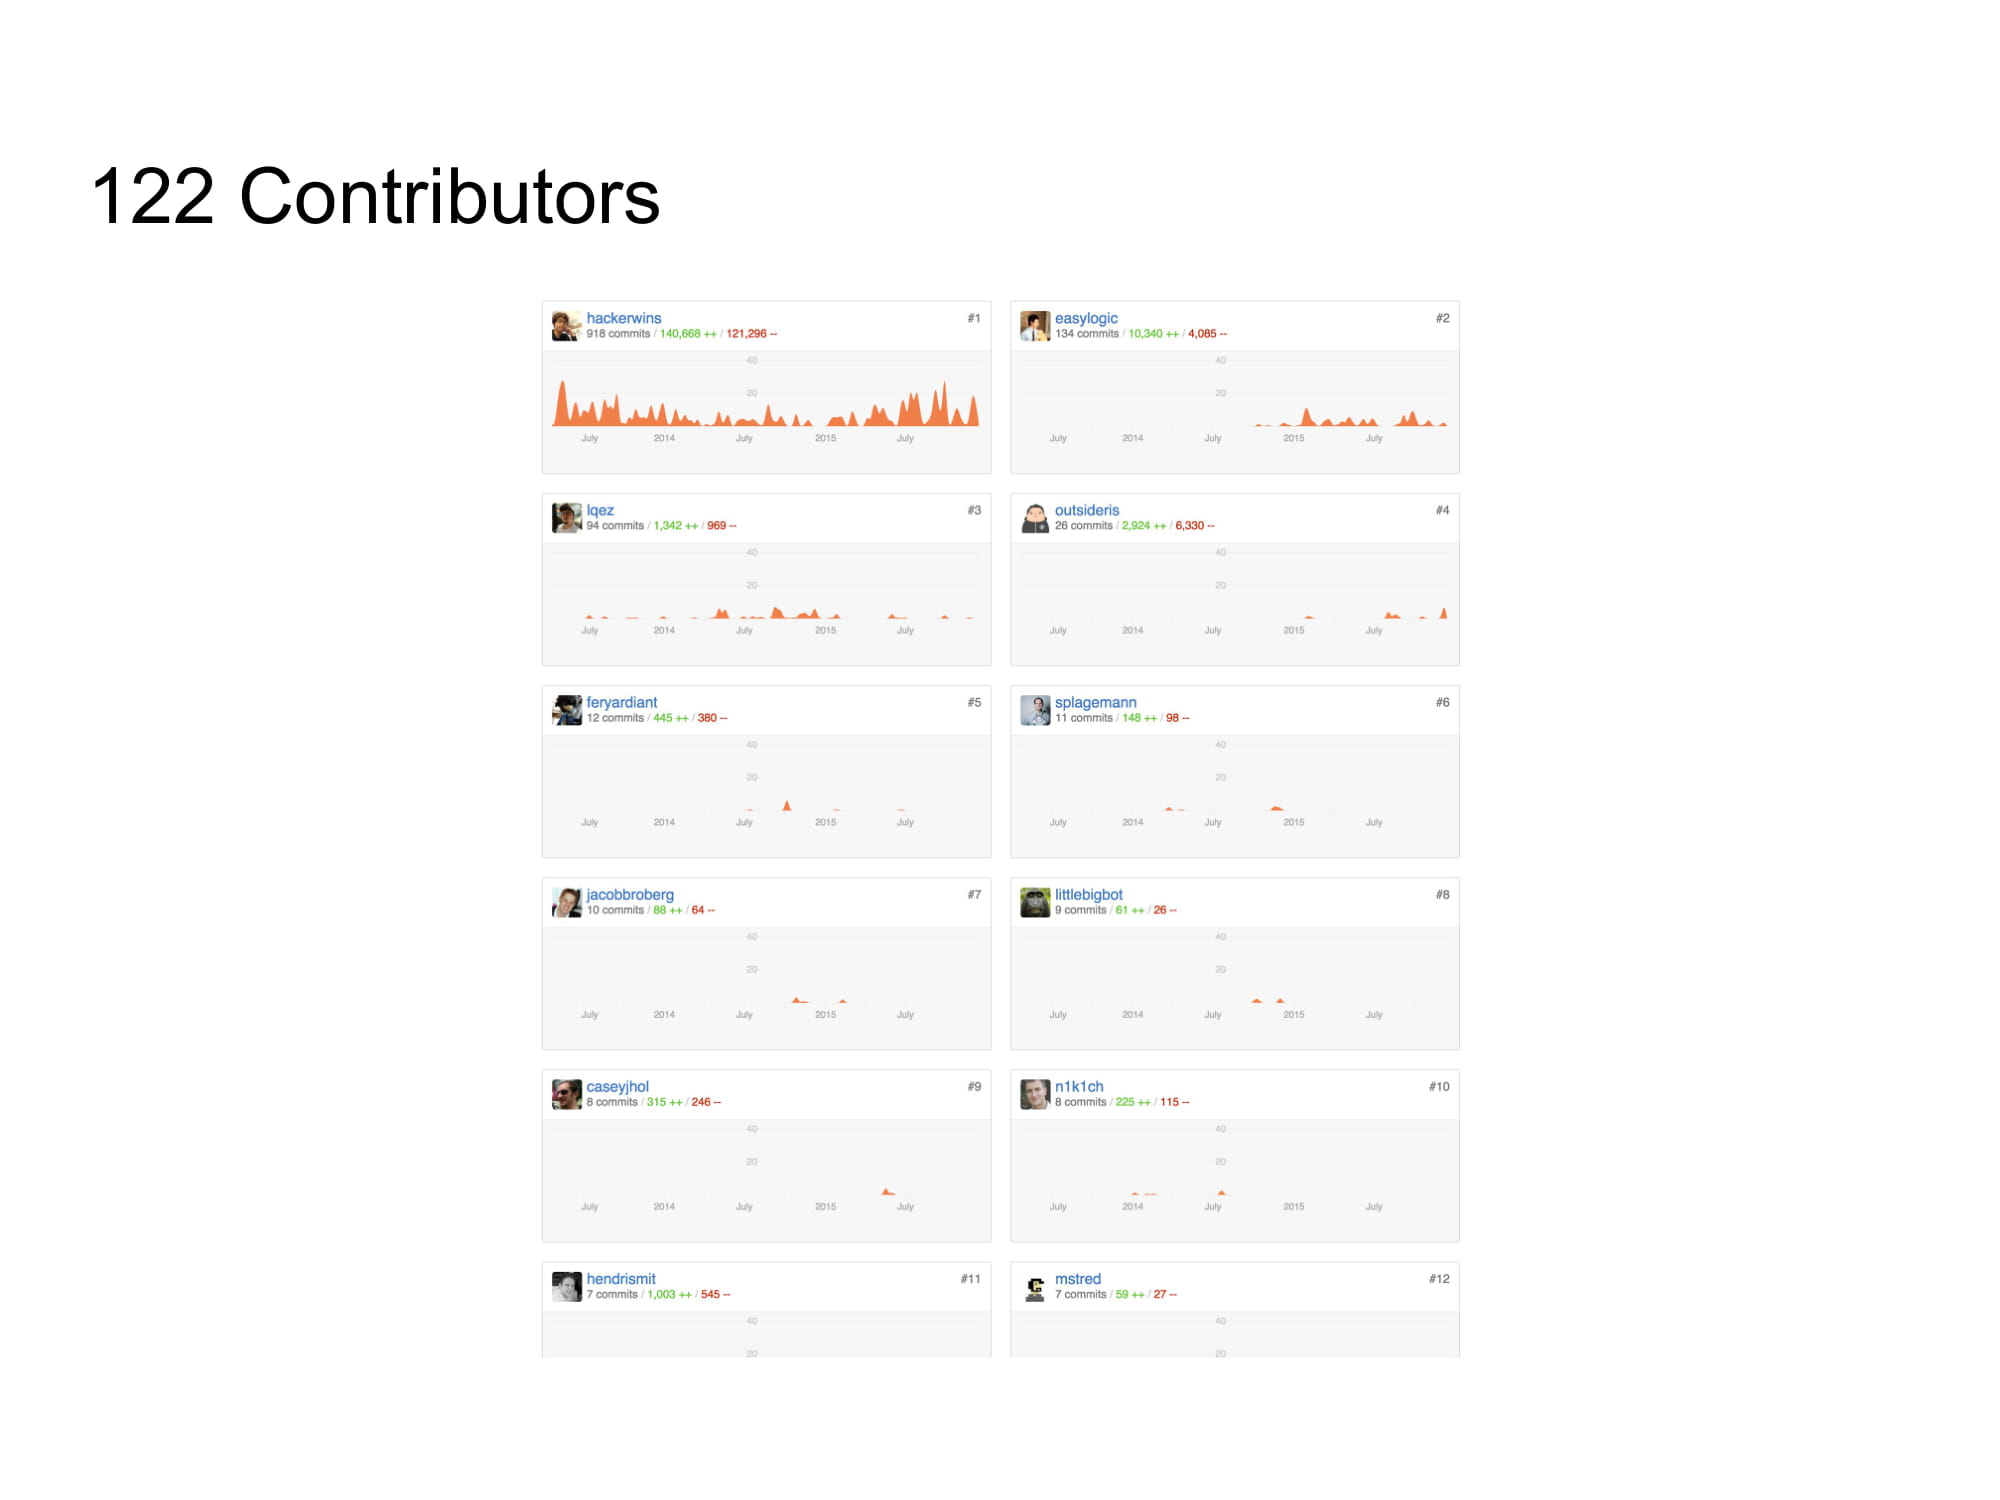 122 Contributors
hackerwins #1
918 commits / 140,668 ++ / 121,296 --
40
20
July 2014 July 2015 July
easylogic #2
134 commits / 10,340 ++ / 4,085 --
40
20
July 2014 July 2015 July
lqez #3
94 commits / 1,342 ++ / 969 --
40
20
July 2014 July 2015 July
outsideris #4
26 commits / 2,924 ++ / 6,330 --
40
20
July 2014 July 2015 July
feryardiant #5
12 commits / 445 ++ / 380 --
40
20
July 2014 July 2015 July
splagemann #6
11 commits / 148 ++ / 98 --
40
20
July 2014 July 2015 July
jacobbroberg #7
10 commits / 88 ++ / 64 --
40
20
July 2014 July 2015 July
littlebigbot #8
9 commits / 61 ++ / 26 --
40
20
July 2014 July 2015 July
caseyjhol #9
8 commits / 315 ++ / 246 --
40
20
July 2014 July 2015 July
n1k1ch #10
8 commits / 225 ++ / 115 --
40
20
July 2014 July 2015 July
hendrismit #11
7 commits / 1,003 ++ / 545 --
40
20
mstred #12
7 commits / 59 ++ / 27 --
40
20